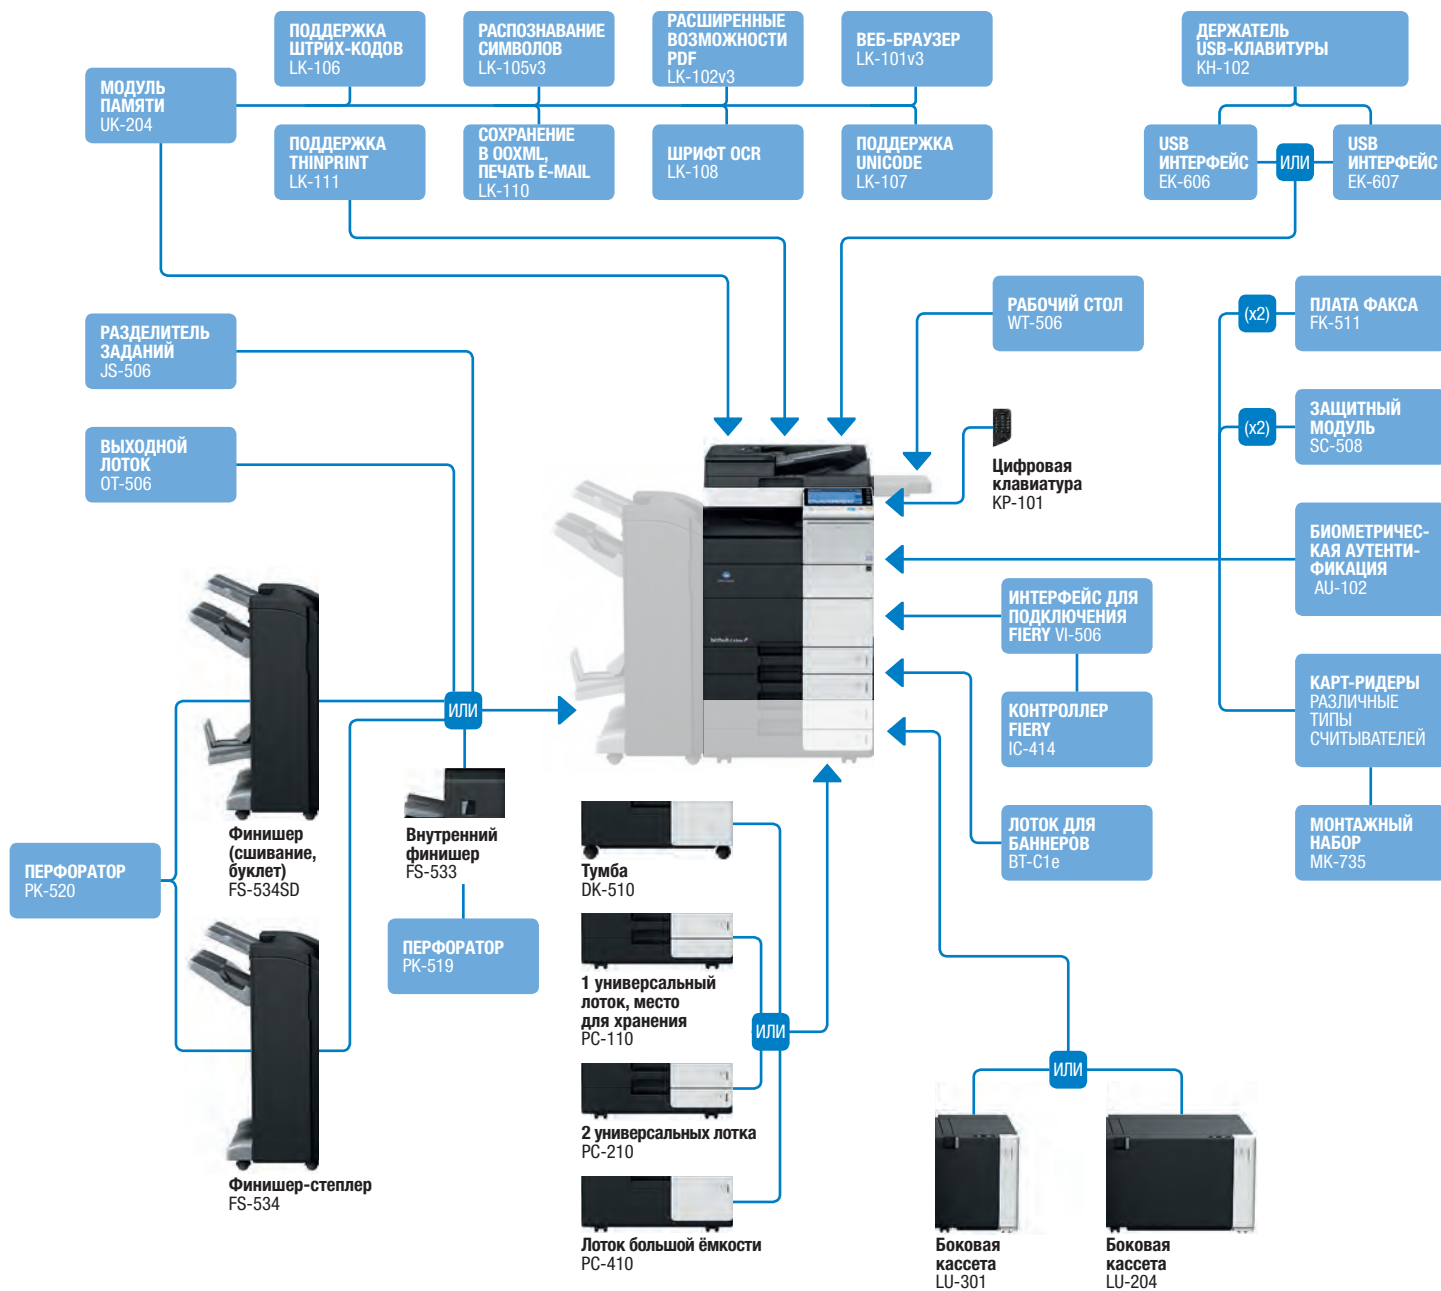 ПОДДЕРЖКА
ШТРИХ-КОДОВ
LK-106
РАСПОЗНАВАНИЕ
СИМВОЛОВ
LK-105v3
РАСШИРЕННЫЕ
ВОЗМОЖНОСТИ
PDF
LK-102v3
ВЕБ-БРАУЗЕР
LK-101v3
ДЕРЖАТЕЛЬ
USB-КЛАВИТУРЫ
KH-102
МОДУЛЬ
ПАМЯТИ
UK-204
ПОДДЕРЖКА
THINPRINT
LK-111
СОХРАНЕНИЕ
В OOXML,
ПЕЧАТЬ E-MAIL
LK-110
ШРИФТ OCR
LK-108
ПОДДЕРЖКА
UNICODE
LK-107
USB
ИНТЕРФЕЙС
EK-606
ИЛИ
USB
ИНТЕРФЕЙС
EK-607
РАБОЧИЙ СТОЛ
WT-506
(x2)
ПЛАТА ФАКСА
FK-511
РАЗДЕЛИТЕЛЬ
ЗАДАНИЙ
JS-506
(x2)
ЗАЩИТНЫЙ
МОДУЛЬ
SC-508
ВЫХОДНОЙ
ЛОТОК
OT-506
Цифровая
клавиатура
KP-101
БИОМЕТРИЧЕС-
КАЯ АУТЕНТИ-
ФИКАЦИЯ
AU-102
ИНТЕРФЕЙС ДЛЯ
ПОДКЛЮЧЕНИЯ
FIERY VI-506
КАРТ-РИДЕРЫ
РАЗЛИЧНЫЕ
ТИПЫ
СЧИТЫВАТЕЛЕЙ
КОНТРОЛЛЕР
FIERY
IC-414
ИЛИ
ЛОТОК ДЛЯ
БАННЕРОВ
BT-C1e
МОНТАЖНЫЙ
НАБОР
MK-735
Финишер
(сшивание,
буклет)
FS-534SD
Внутренний
финишер
FS-533
ПЕРФОРАТОР
PK-520
Тумба
DK-510
ПЕРФОРАТОР
PK-519
1 универсальный
лоток, место
для хранения
PC-110
ИЛИ
ИЛИ
2 универсальных лотка
PC-210
Финишер-степлер
FS-534
Лоток большой ёмкости
PC-410
Боковая
кассета
LU-301
Боковая
кассета
LU-204